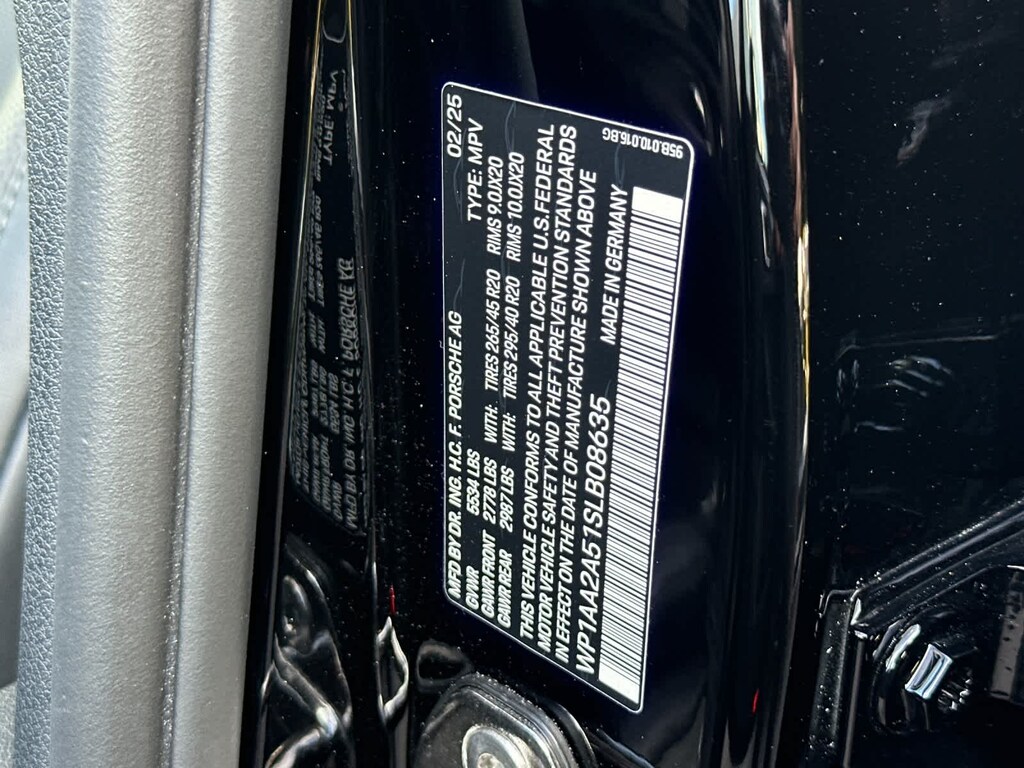 MFD BY DR. ING. H.C. F. PORSCHE AG 02/25
GVWR 5534 LBS TYPE: MPV
GAWR FRONT 2778 LBS WITH: TIRES 265/45 R20 RIMS 9.0JX20
GAWR REAR 2987 LBS WITH: TIRES 295/40 R20 RIMS 10.0JX20
THIS VEHICLE CONFORMS TO ALL APPLICABLE U.S. FEDERAL
MOTOR VEHICLE SAFETY AND THEFT PREVENTION STANDARDS
IN EFFECT ON THE DATE OF MANUFACTURE SHOWN ABOVE
WP1AA2A51SLB08635 MADE IN GERMANY
95B.010.016.BG